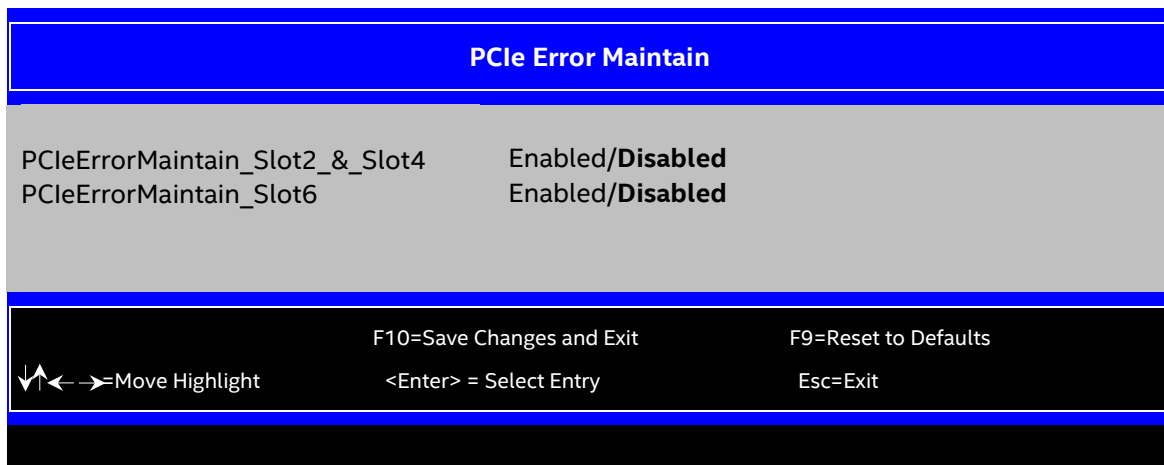 PCIe Error Maintain
PCIeErrorMaintain_Slot2_&_Slot4 Enabled/Disabled
PCIeErrorMaintain_Slot6 Enabled/Disabled
F10=Save Changes and Exit F9=Reset to Defaults
↓↑←→=Move Highlight <Enter> = Select Entry Esc=Exit